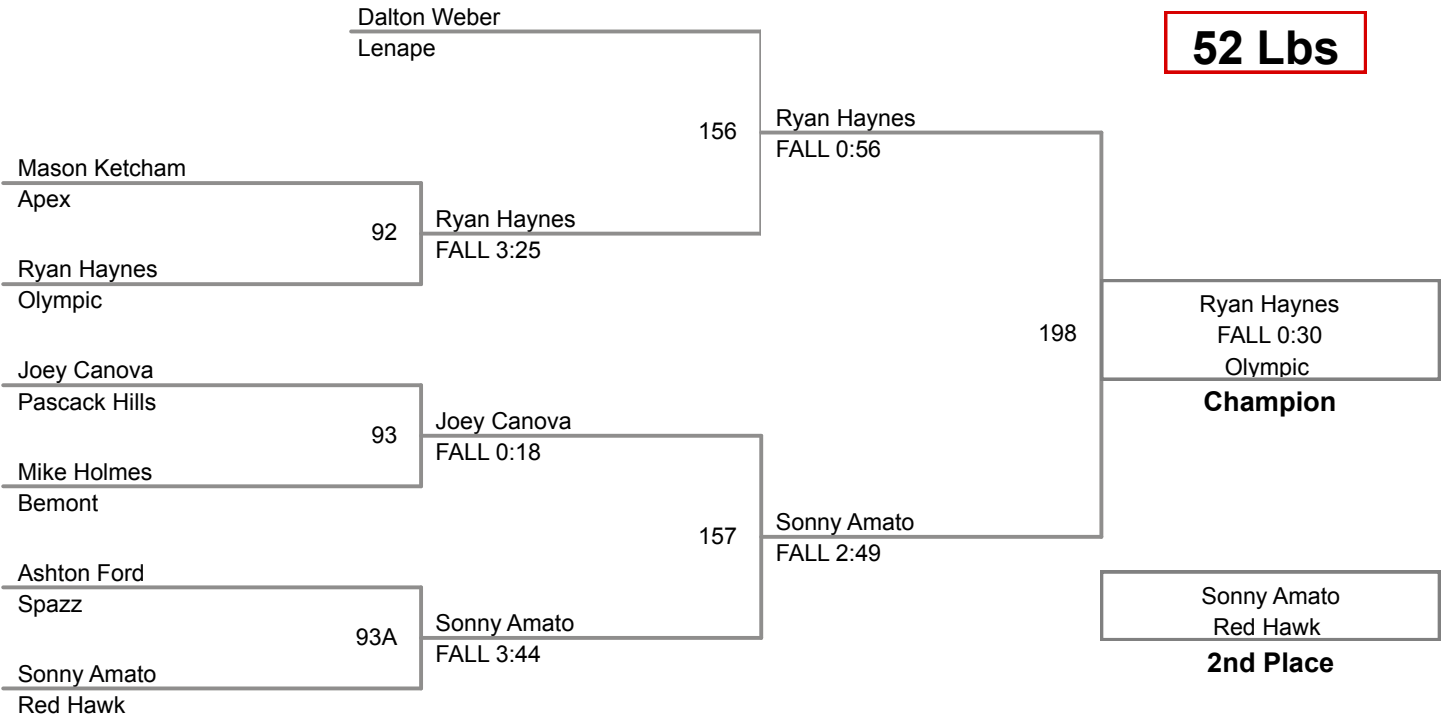 Dalton Weber
Lenape
52 Lbs
156
Ryan Haynes
FALL 0:56
Mason Ketcham
Apex
92
Ryan Haynes
FALL 3:25
Ryan Haynes
Olympic
198
Ryan Haynes
FALL 0:30
Olympic
Champion
Joey Canova
Pascack Hills
93
Joey Canova
FALL 0:18
Mike Holmes
Bemont
157
Sonny Amato
FALL 2:49
Ashton Ford
Spazz
93A
Sonny Amato
FALL 3:44
Sonny Amato
Red Hawk
Sonny Amato
Red Hawk
2nd Place